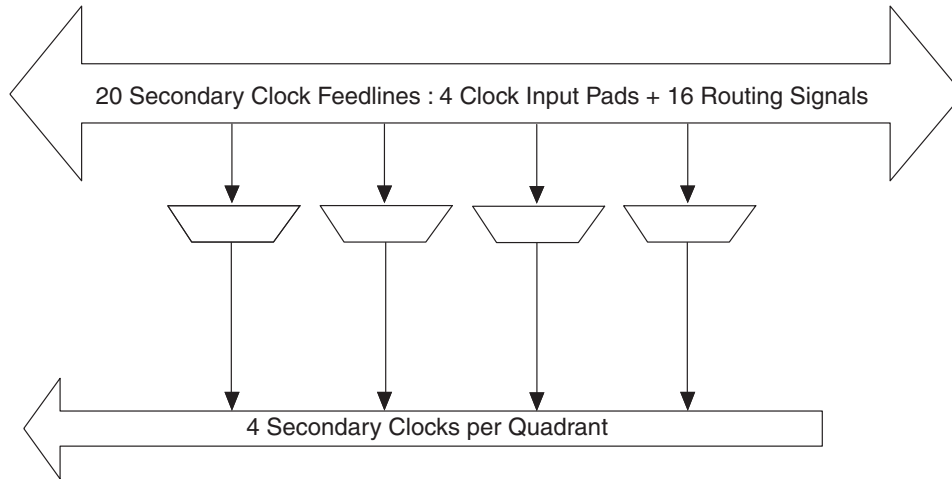 20 Secondary Clock Feedlines : 4 Clock Input Pads + 16 Routing Signals
4 Secondary Clocks per Quadrant